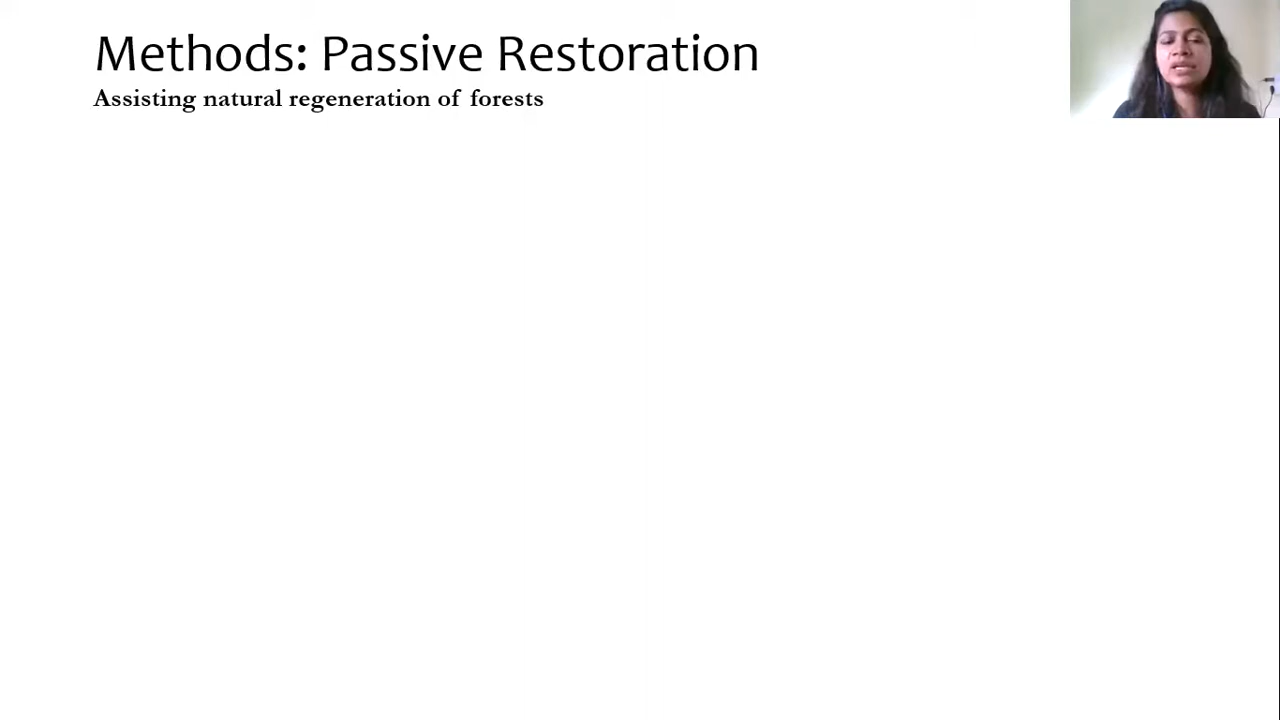 Methods: Passive Restoration
Assisting natural regeneration of forests